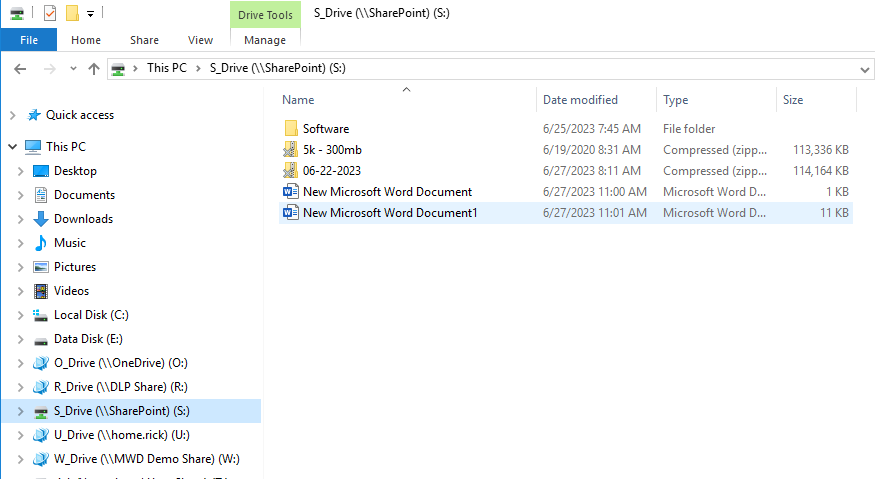 Drive Tools S_Drive (\\SharePoint) (S:)
File Home Share View Manage
This PC S_Drive (\\SharePoint) (S:)
Name Date modified Type Size
Quick access
This PC
Desktop
Documents
Downloads
Music
Pictures
Videos
Local Disk (C:)
Data Disk (E:)
O_Drive (\\OneDrive) (O:)
R_Drive (\\DLP Share) (R:)
S_Drive (\\SharePoint) (S:)
U_Drive (\\home.rick) (U:)
W_Drive (\\MWD Demo Share) (W:)
Software 6/25/2023 7:45 AM File folder
5k - 300mb 6/19/2020 8:31 AM Compressed (zipp... 113,336 KB
06-22-2023 6/27/2023 8:11 AM Compressed (zipp... 114,164 KB
New Microsoft Word Document 6/27/2023 11:00 AM Microsoft Word D... 1 KB
New Microsoft Word Document1 6/27/2023 11:01 AM Microsoft Word D... 11 KB